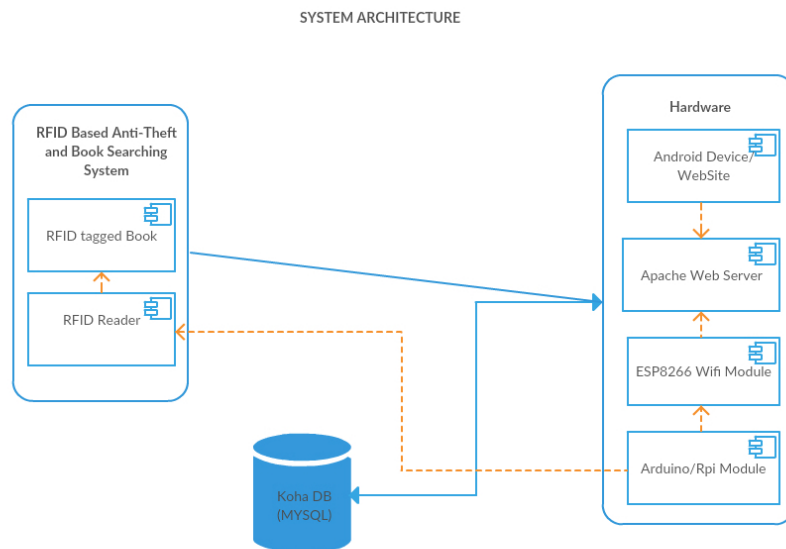 SYSTEM ARCHITECTURE
RFID Based Anti-Theft
and Book Searching
System
RFID tagged Book
RFID Reader
Koha DB
(MYSQL)
Hardware
Android Device/
WebSite
Apache Web Server
ESP8266 Wifi Module
Arduino/Rpi Module